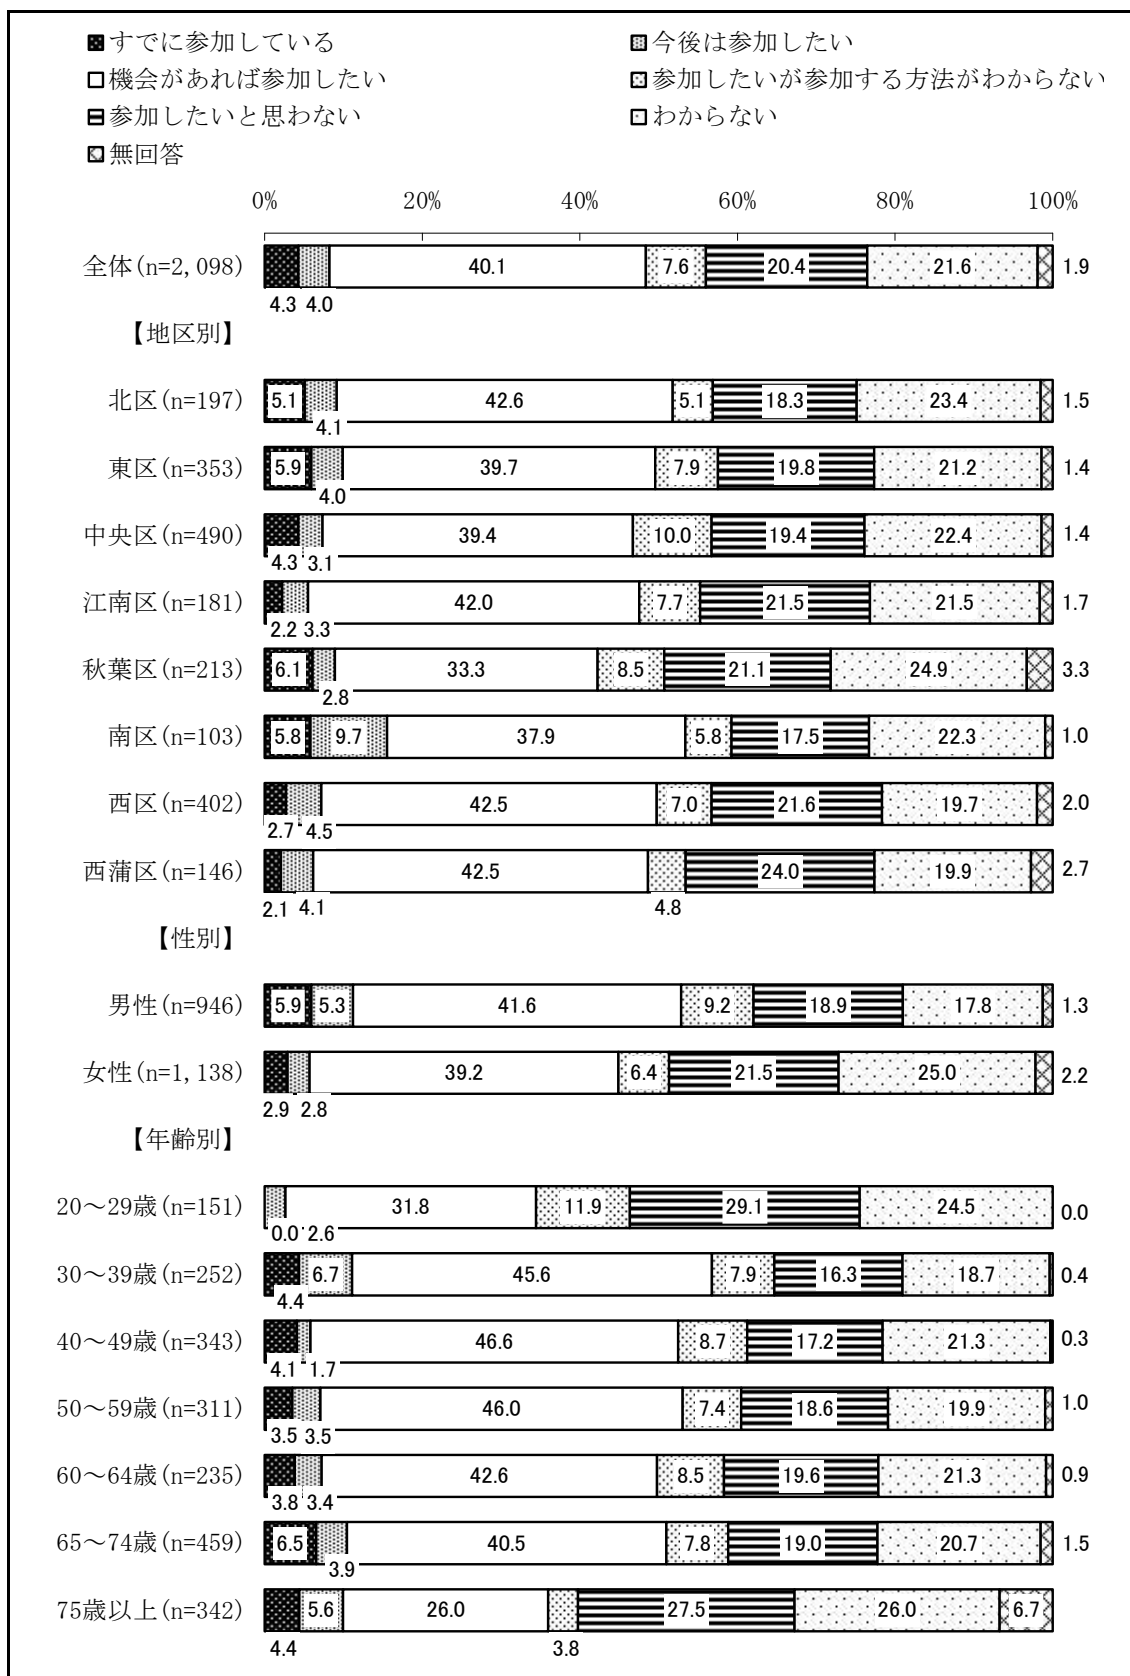 すでに参加している 今後は参加したい
機会があれば参加したい 参加したいが参加する方法がわからない
参加したいと思わない わからない
無回答
0% 20% 40% 60% 80% 100%
全体(n=2,098) 40.1 7.6 20.4 21.6 1.9
4.3 4.0
【地区別】
北区(n=197) 5.1 42.6 5.1 18.3 23.4 1.5
4.1
東区(n=353) 5.9 39.7 7.9 19.8 21.2 1.4
4.0
中央区(n=490) 39.4 10.0 19.4 22.4 1.4
4.3 3.1
江南区(n=181) 42.0 7.7 21.5 21.5 1.7
2.2 3.3
秋葉区(n=213) 6.1 33.3 8.5 21.1 24.9 3.3
2.8
南区(n=103) 5.8 9.7 37.9 5.8 17.5 22.3 1.0
西区(n=402) 42.5 7.0 21.6 19.7 2.0
2.7 4.5
西蒲区(n=146) 42.5 24.0 19.9 2.7
2.1 4.1 4.8
【性別】
男性(n=946) 5.9 5.3 41.6 9.2 18.9 17.8 1.3
女性(n=1,138) 39.2 6.4 21.5 25.0 2.2
2.9 2.8
【年齢別】
20～29歳(n=151) 31.8 11.9 29.1 24.5 0.0
0.0 2.6
30～39歳(n=252) 6.7 45.6 7.9 16.3 18.7 0.4
4.4
40～49歳(n=343) 46.6 8.7 17.2 21.3 0.3
4.1 1.7
50～59歳(n=311) 46.0 7.4 18.6 19.9 1.0
3.5 3.5
60～64歳(n=235) 42.6 8.5 19.6 21.3 0.9
3.8 3.4
65～74歳(n=459) 6.5 40.5 7.8 19.0 20.7 1.5
3.9
75歳以上(n=342) 5.6 26.0 27.5 26.0 6.7
4.4 3.8